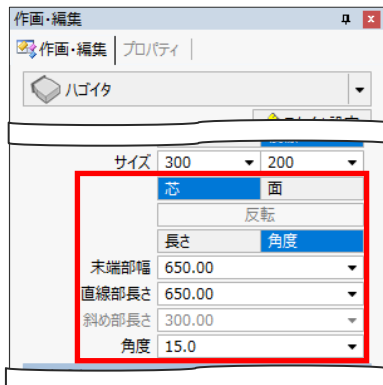 作画・編集
作画・編集 プロパティ
ハゴイタ
サイズ 300 200
芯 面
反転
長さ 角度
末端部幅 650.00
直線部長さ 650.00
斜め部長さ 300.00
角度 15.0